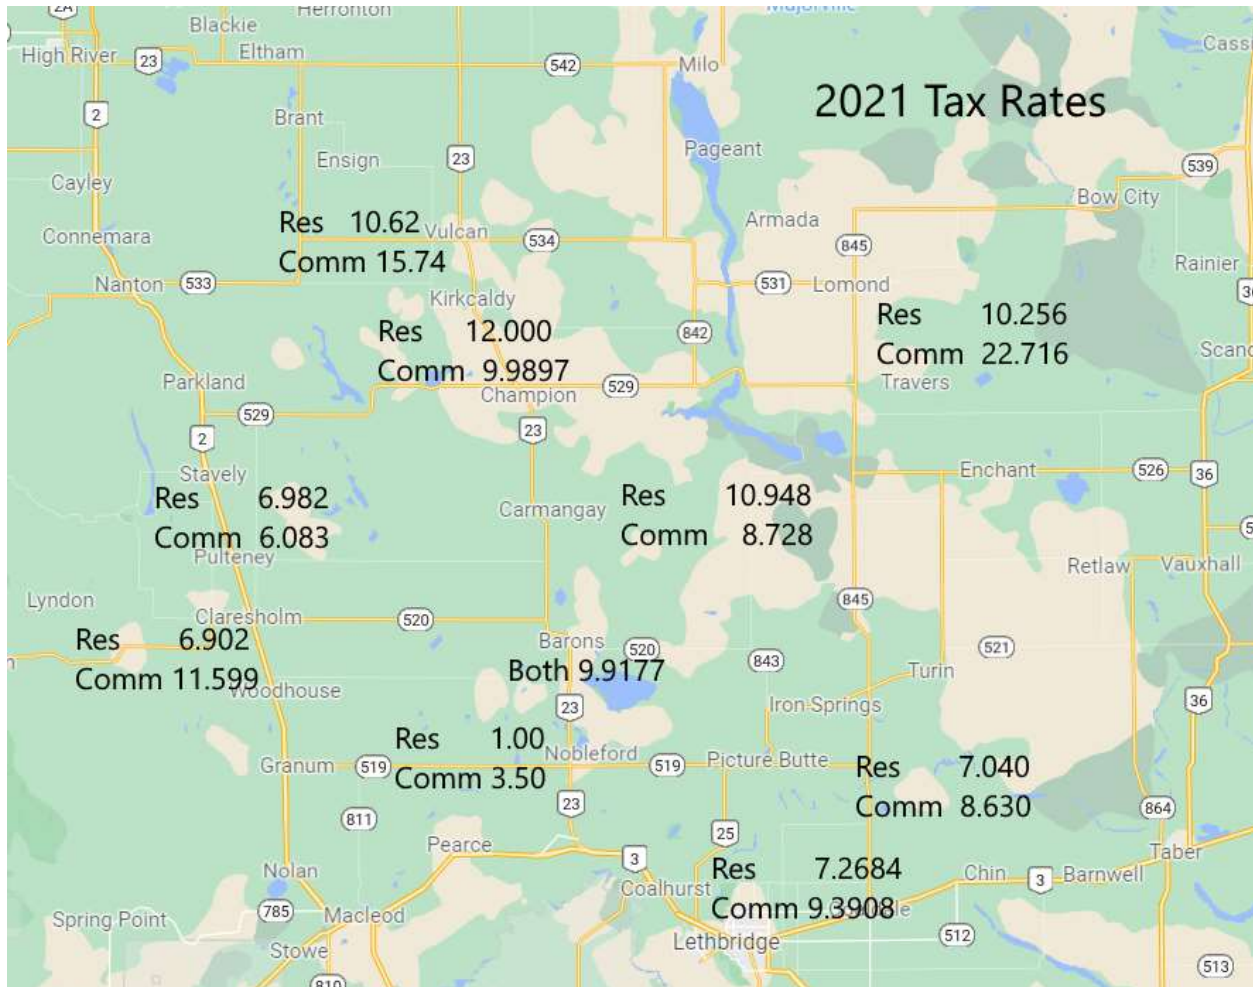 2A
Herronton
Majorville
Blackie
High River
23
Eltham
542
Milo
Cassi
2021 Tax Rates
2
Brant
Ensign
23
Pageant
539
Cayley
Bow City
Connemara
Res 10.62
Vulcan
534
Armada
845
Comm 15.74
Nanton
533
531
Lomond
Rainier
36
Kirkcaldy
Res 12.000
842
Res 10.256
Comm 9.9897
Comm 22.716
Scand
Parkland
529
Travers
Champion
529
2
23
Stavely
Enchant
526
36
Res 6.982
Carmangay
Res 10.948
Comm 6.083
Comm 8.728
Pulteney
Retlaw
Vauxhall
Lyndon
845
Claresholm
520
Res 6.902
Barons
520
843
521
Comm 11.599
Woodhouse
Both 9.9177
Turin
23
Iron Springs
36
Res 1.00
Nobleford
Granum
519
519
Picture Butte
Res 7.040
Comm 3.50
23
Comm 8.630
864
811
25
Pearce
3
Taber
Nolan
Coalhurst
Res 7.2684
Chin
3
Barnwell
785
Macleod
Comm 9.3908
Spring Point
Stowe
Lethbridge
512
513
810